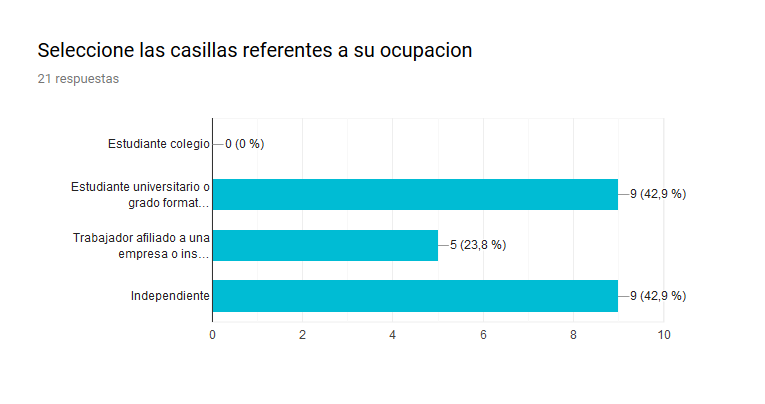 Seleccione las casillas referentes a su ocupacion
21 respuestas
Estudiante colegio
0 (0 %)
Estudiante universitario o
grado format...
9 (42,9 %)
Trabajador afiliado a una
empresa o ins...
5 (23,8 %)
Independiente
9 (42,9 %)
0 2 4 6 8 10